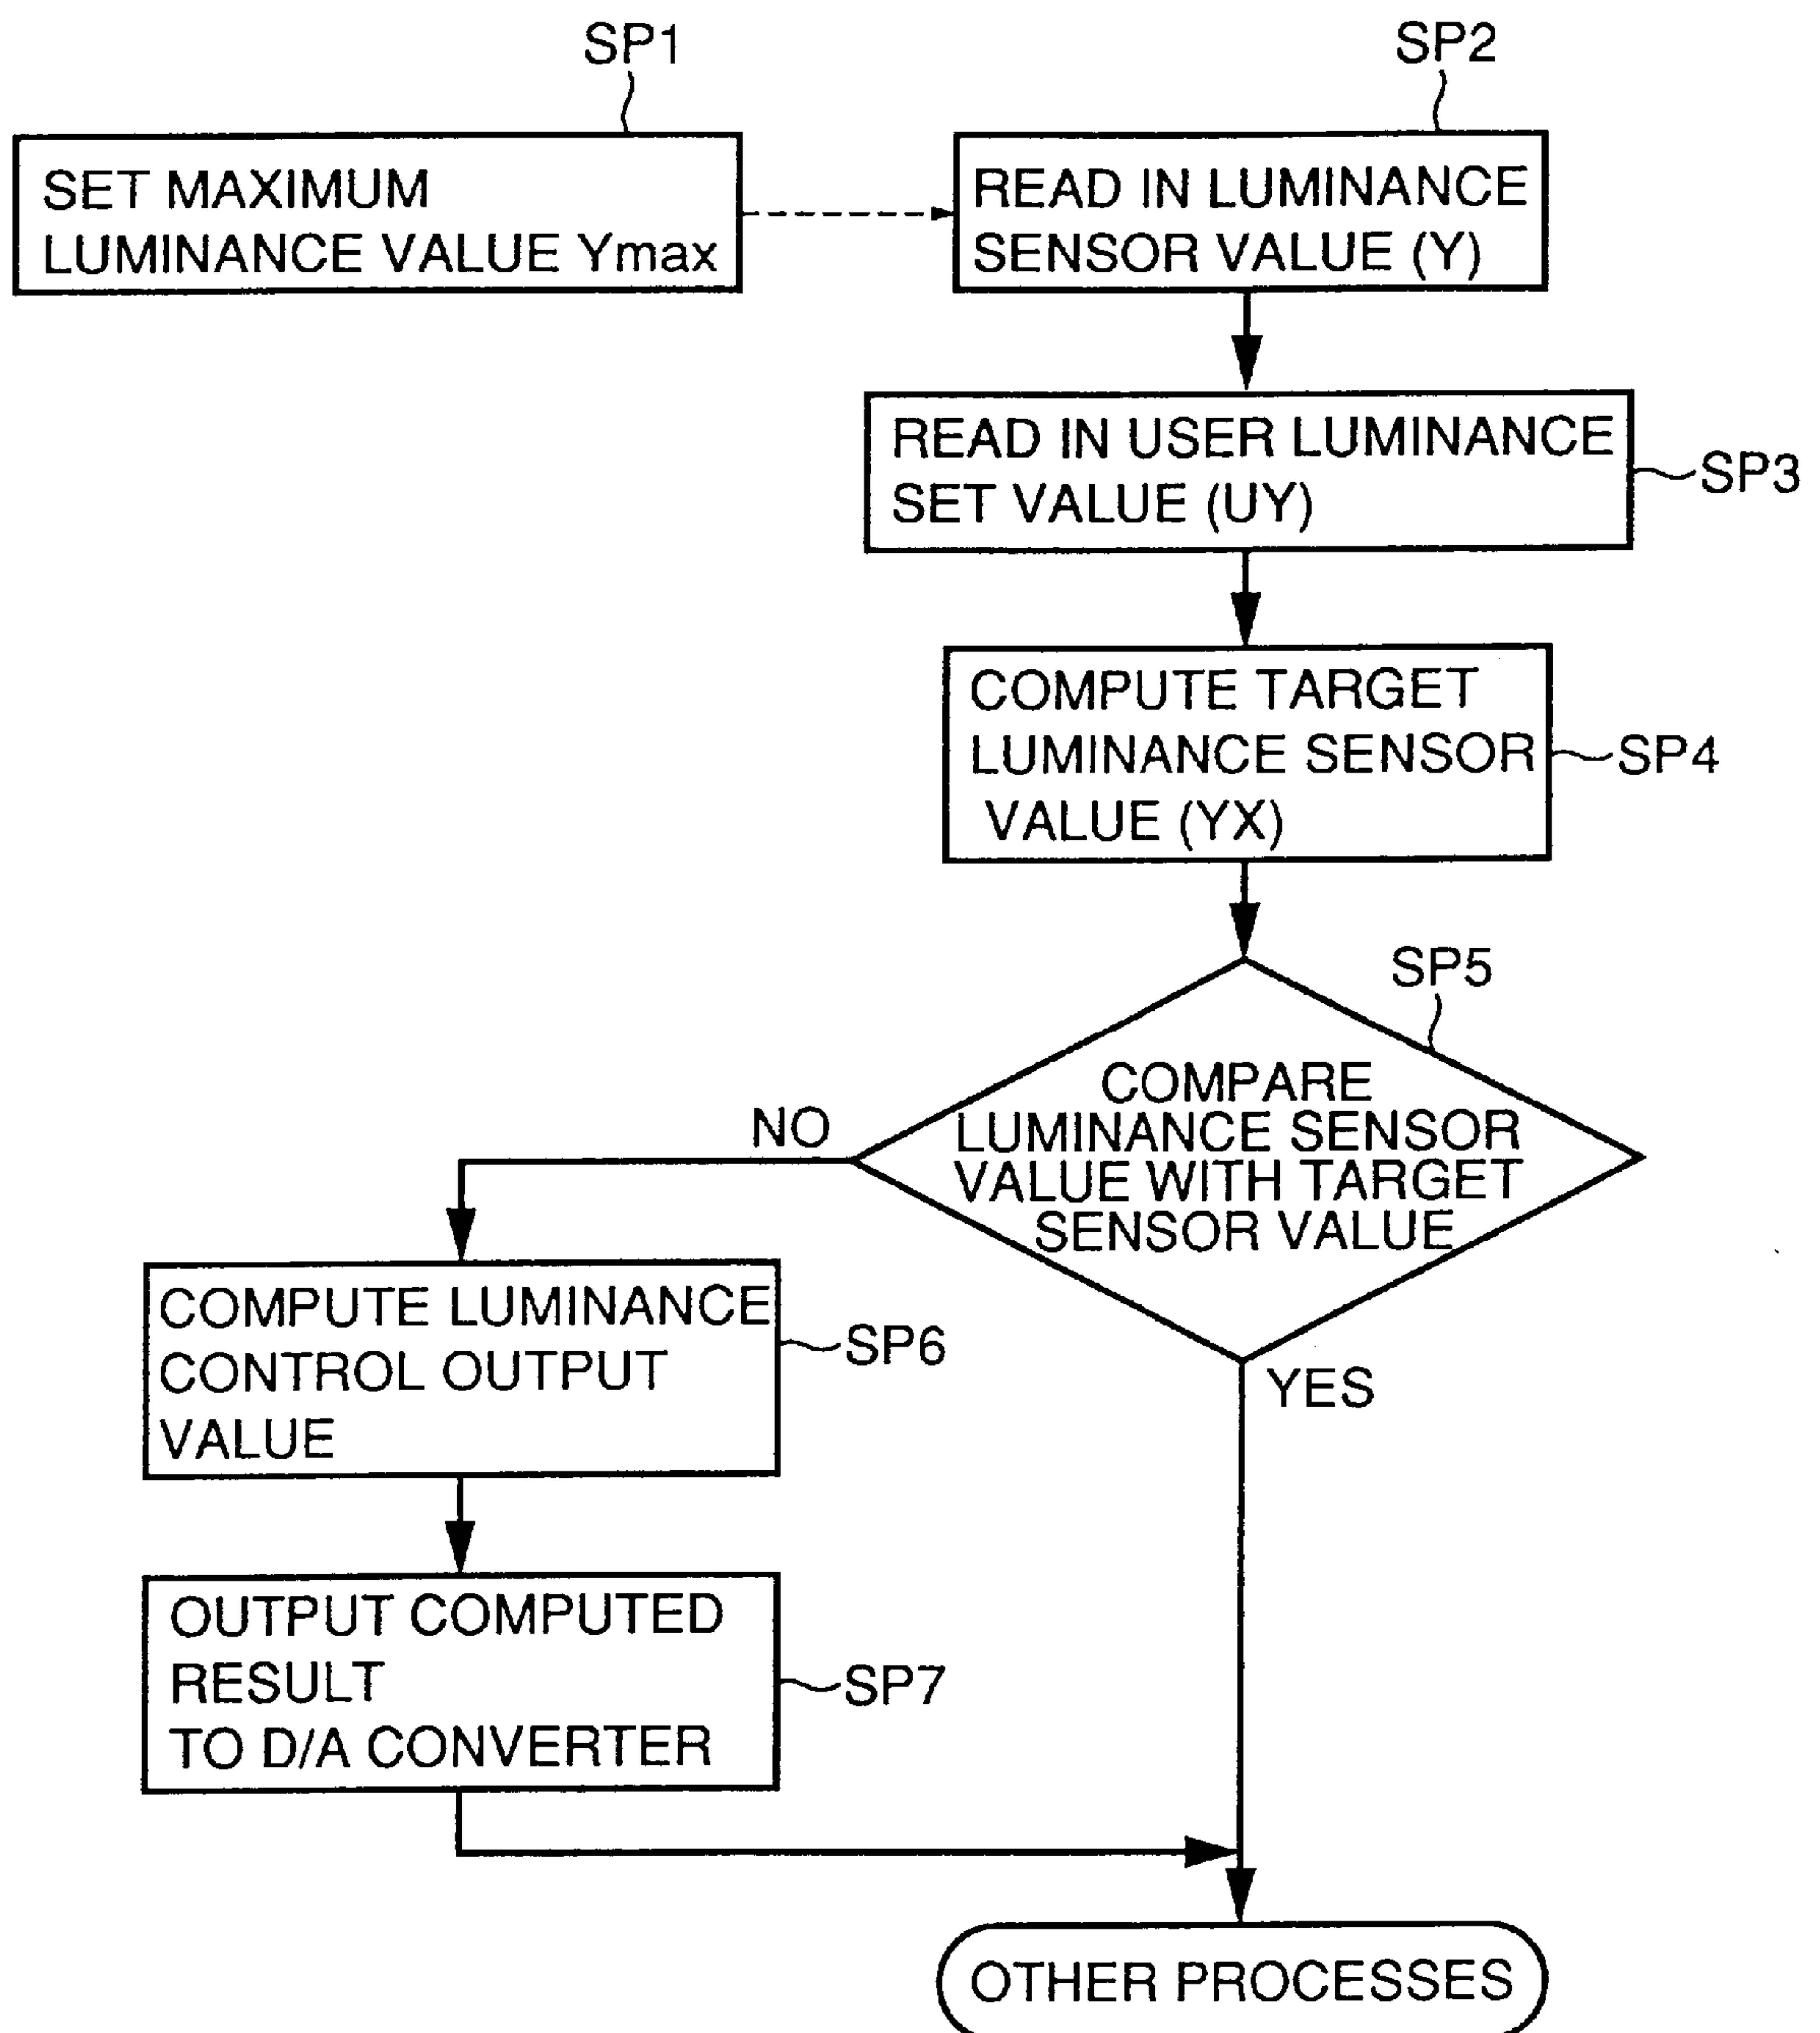 SP1
SP2
SET MAXIMUM
LUMINANCE VALUE Ymax
READ IN LUMINANCE
SENSOR VALUE (Y)
READ IN USER LUMINANCE
SET VALUE (UY)
SP3
COMPUTE TARGET
LUMINANCE SENSOR
VALUE (YX)
SP4
SP5
COMPARE
LUMINANCE SENSOR
VALUE WITH TARGET
SENSOR VALUE
NO
YES
COMPUTE LUMINANCE
CONTROL OUTPUT
VALUE
SP6
OUTPUT COMPUTED
RESULT
TO D/A CONVERTER
SP7
OTHER PROCESSES